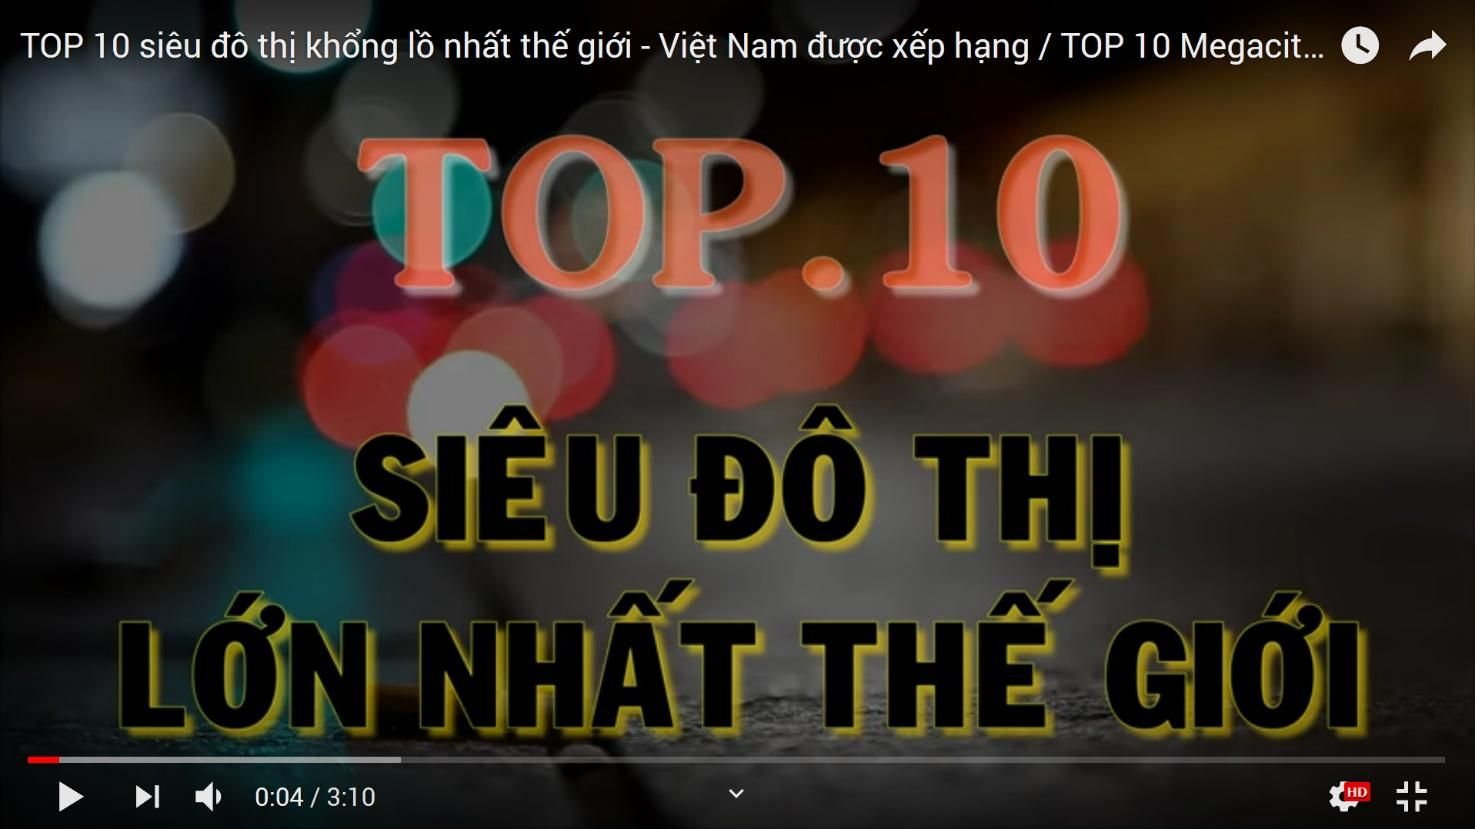 TOP 10 siêu đô thị khổng lồ nhất thế giới - Việt Nam được xếp hạng / TOP 10 Megacit...
TOP.10
SIÊU ĐÔ THỊ
LỚN NHẤT THẾ GIỚI
0:04 / 3:10
HD